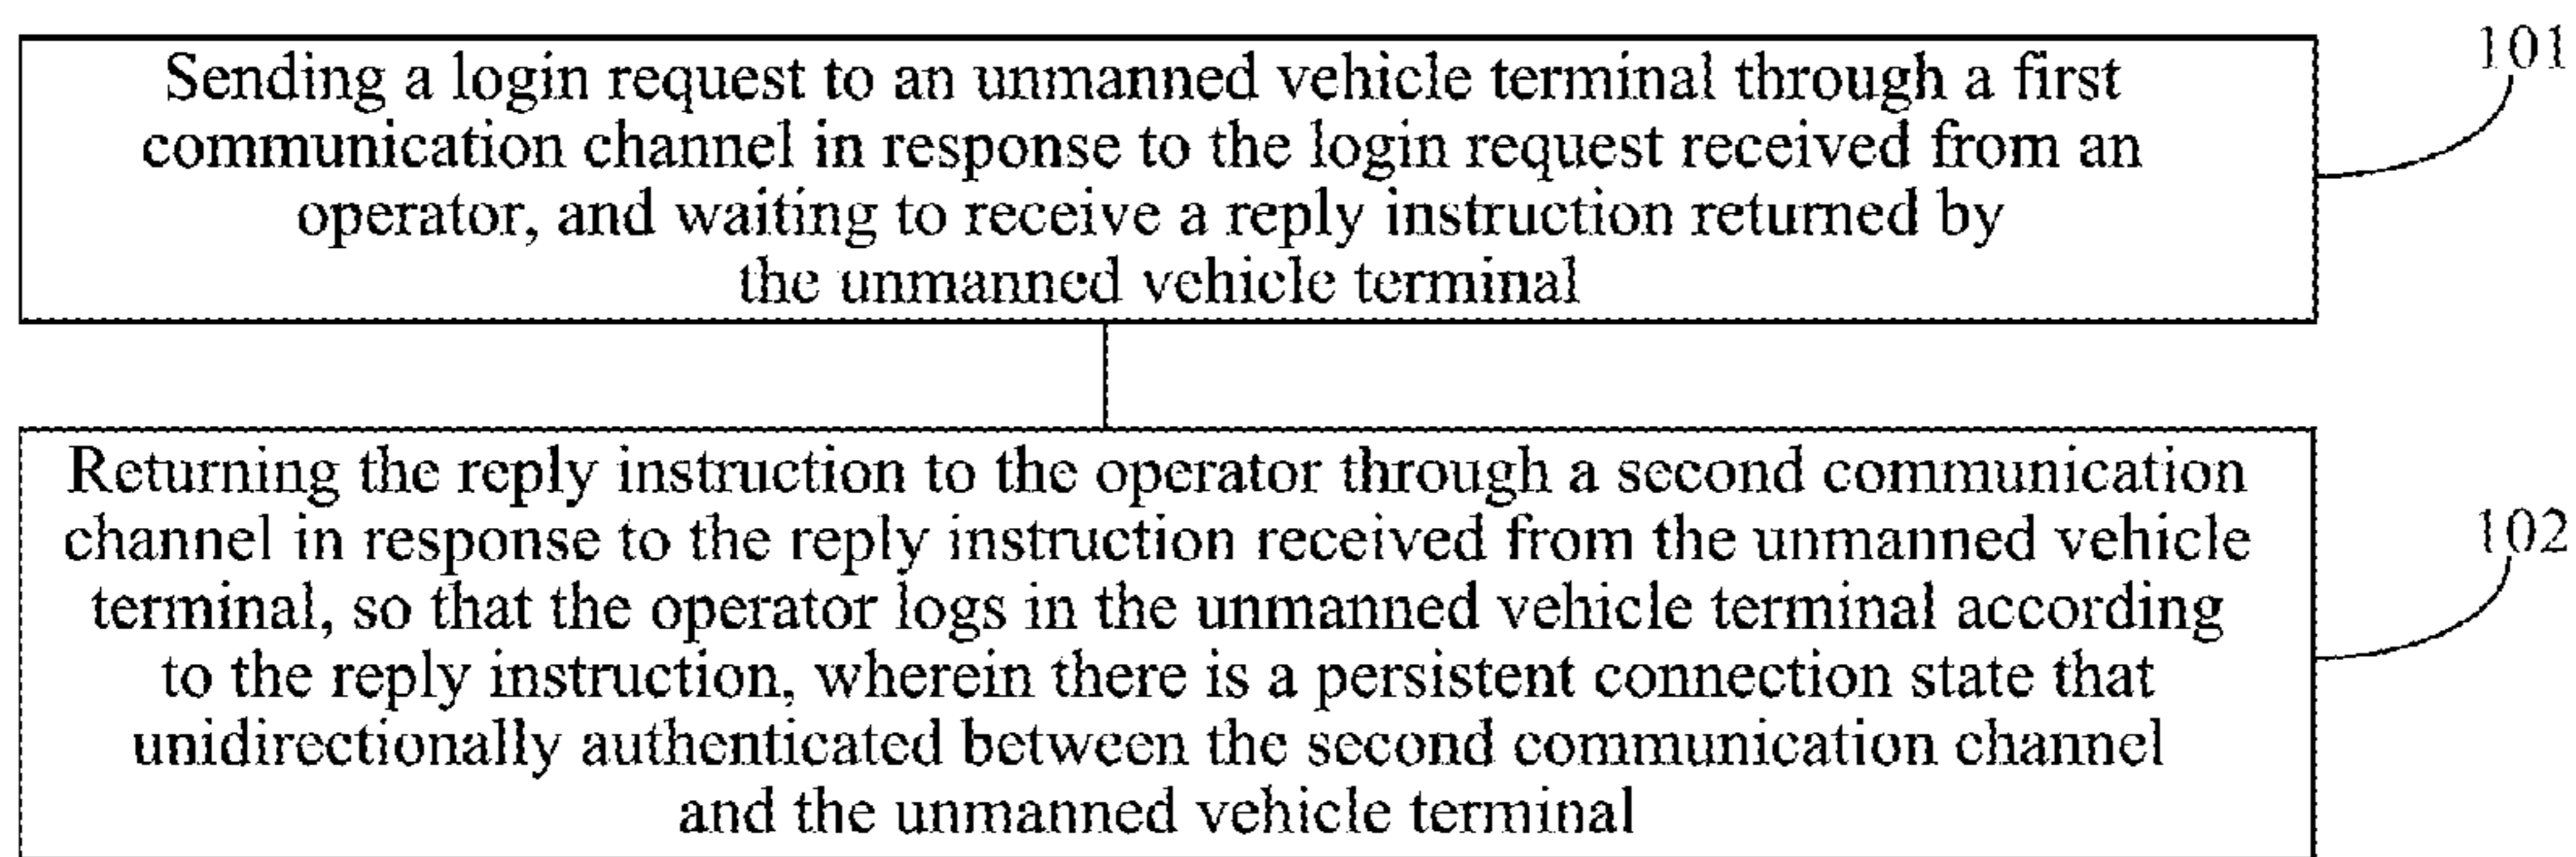 Sending a login request to an unmanned vehicle terminal through a first
communication channel in response to the login request received from an
operator, and waiting to receive a reply instruction returned by
the unmanned vehicle terminal
101
Returning the reply instruction to the operator through a second communication
channel in response to the reply instruction received from the unmanned vehicle
terminal, so that the operator logs in the unmanned vehicle terminal according
to the reply instruction, wherein there is a persistent connection state that
unidirectionally authenticated between the second communication channel
and the unmanned vehicle terminal
102